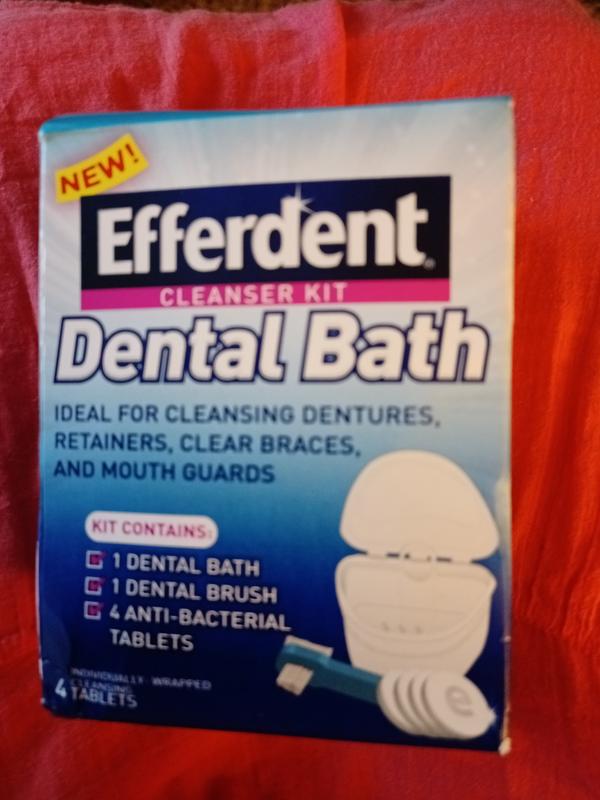 NEW!
Efferdent®
CLEANSER KIT
Dental Bath
IDEAL FOR CLEANSING DENTURES,
RETAINERS, CLEAR BRACES,
AND MOUTH GUARDS
KIT CONTAINS:
1 DENTAL BATH
1 DENTAL BRUSH
4 ANTI-BACTERIAL
TABLETS
INDIVIDUALLY WRAPPED
CLEANSING
4 TABLETS
e